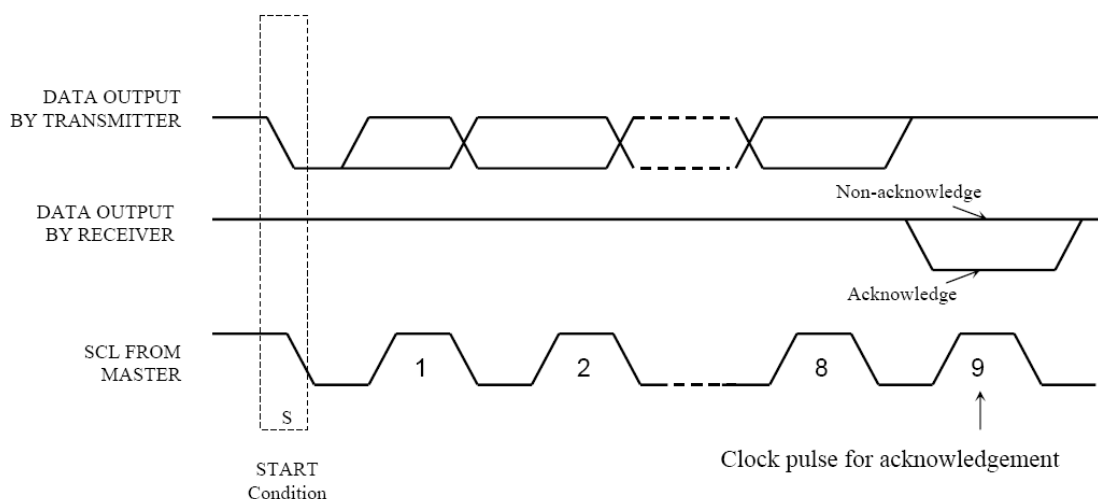 DATA OUTPUT
BY TRANSMITTER
Non-acknowledge
DATA OUTPUT
BY RECEIVER
Acknowledge
SCL FROM
MASTER
1
2
8
9
S
START
Condition
Clock pulse for acknowledgement